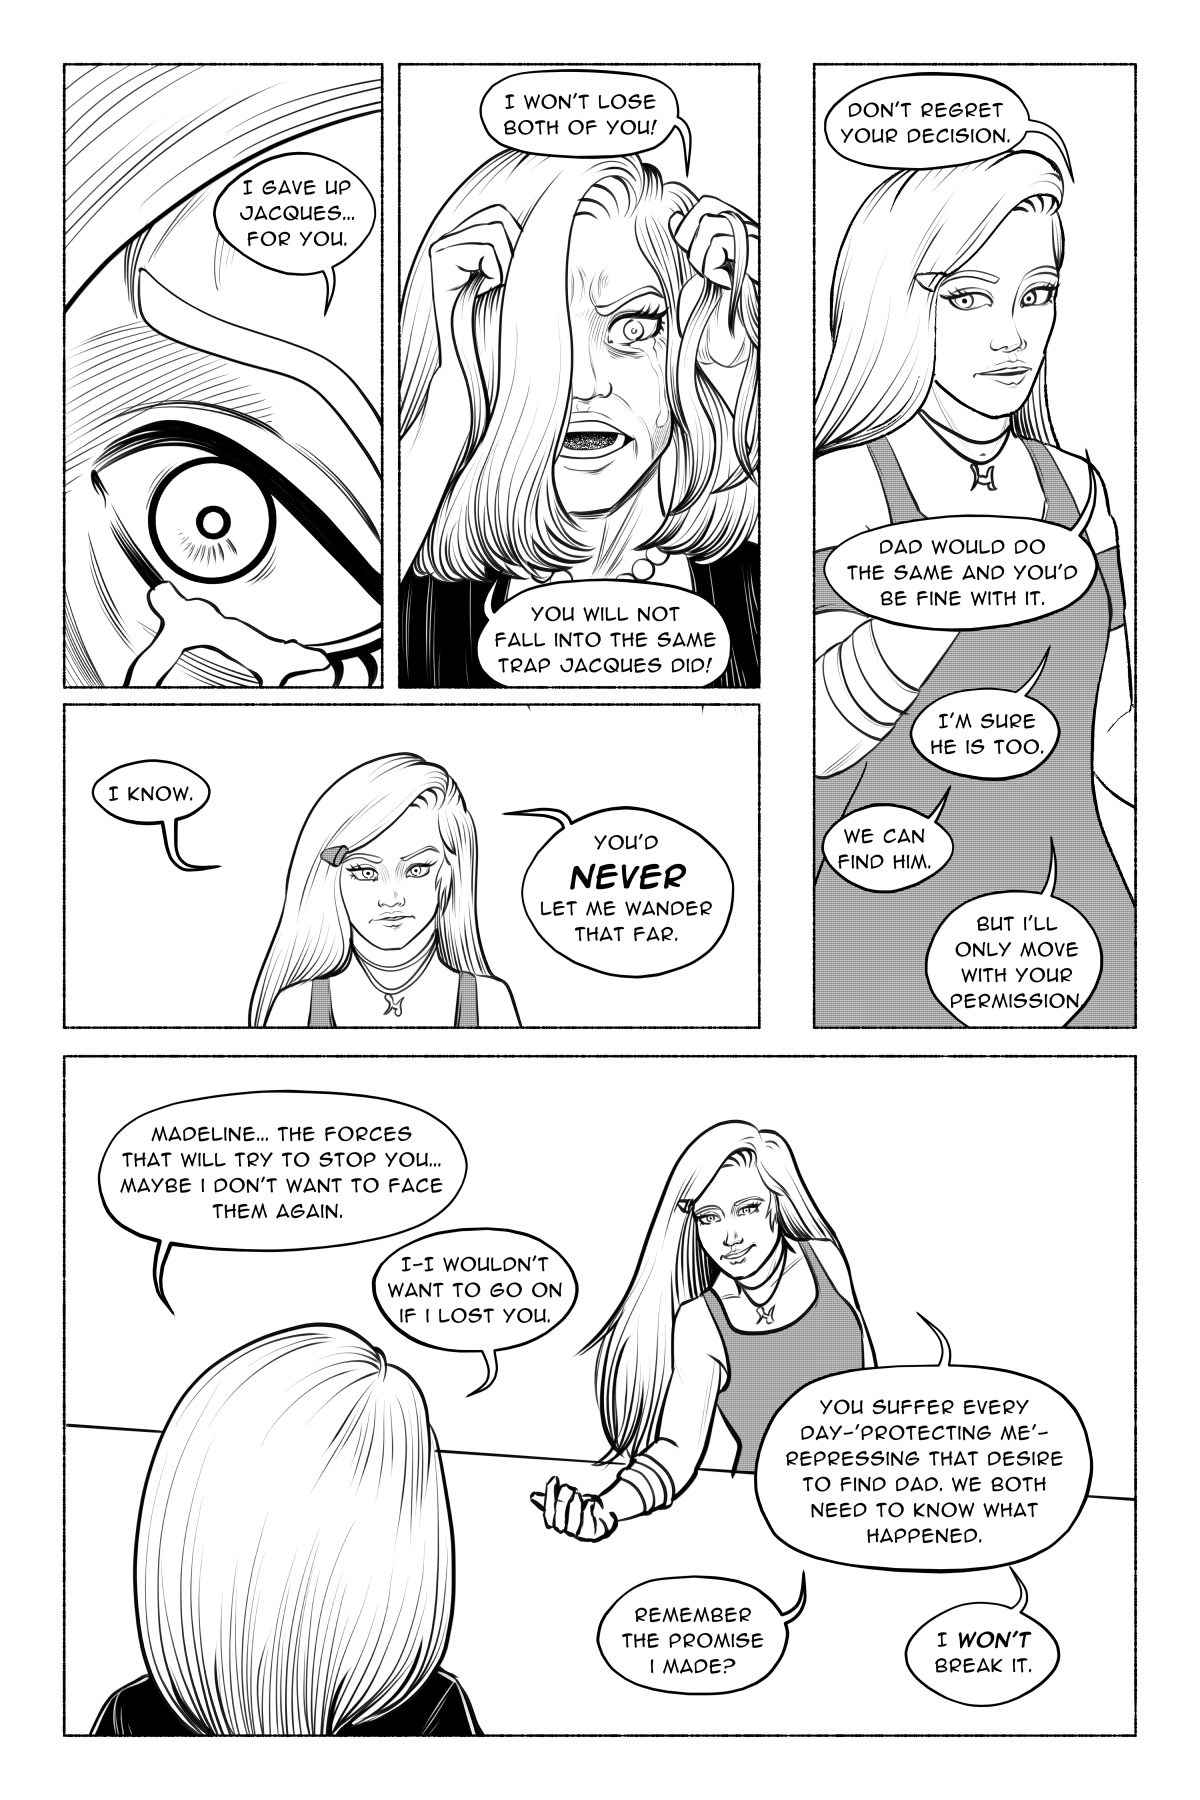 I GAVE UP
JACQUES...
FOR YOU.
I WON'T LOSE
BOTH OF YOU!
YOU WILL NOT
FALL INTO THE SAME
TRAP JACQUES DID!
DON'T REGRET
YOUR DECISION.
DAD WOULD DO
THE SAME AND YOU'D
BE FINE WITH IT.
I'M SURE
HE IS TOO.
WE CAN
FIND HIM.
BUT I'LL
ONLY MOVE
WITH YOUR
PERMISSION.
I KNOW.
YOU'D
NEVER
LET ME WANDER
THAT FAR.
MADELINE... THE FORCES
THAT WILL TRY TO STOP YOU...
MAYBE I DON'T WANT TO FACE
THEM AGAIN.
I-I WOULDN'T
WANT TO GO ON
IF I LOST YOU.
YOU SUFFER EVERY
DAY-'PROTECTING ME'-
REPRESSING THAT DESIRE
TO FIND DAD. WE BOTH
NEED TO KNOW WHAT
HAPPENED.
REMEMBER
THE PROMISE
I MADE?
I WON'T
BREAK IT.